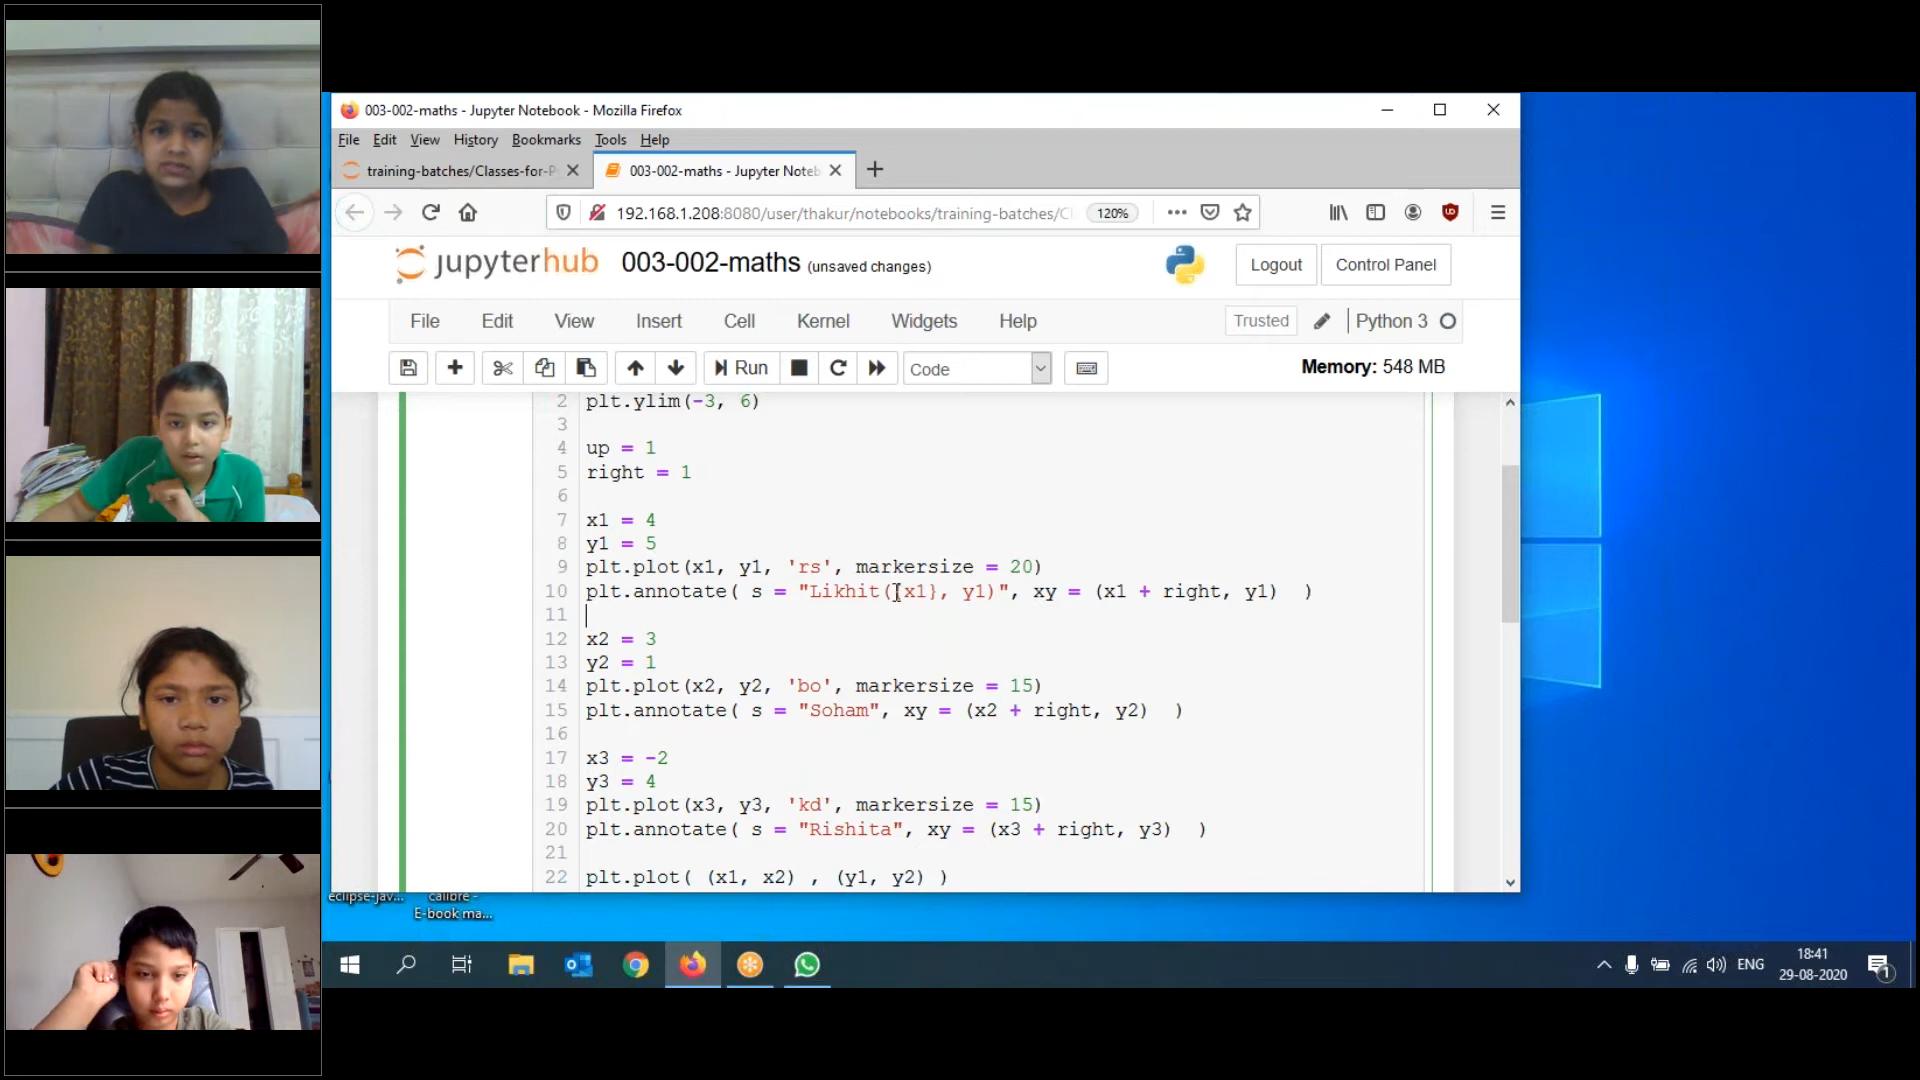 003-002-maths - Jupyter Notebook - Mozilla Firefox
File Edit View History Bookmarks Tools Help
training-batches/Classes-for-P
003-002-maths - Jupyter Noteb
192.168.1.208:8080/user/thakur/notebooks/training-batches/C 120%
jupyterhub 003-002-maths (unsaved changes) Logout Control Panel
File Edit View Insert Cell Kernel Widgets Help Trusted Python 3
Run Code Memory: 548 MB
2 plt.ylim(-3, 6)
3
4 up = 1
5 right = 1
6
7 x1 = 4
8 y1 = 5
9 plt.plot(x1, y1, 'rs', markersize = 20)
10 plt.annotate( s = "Likhit({x1}, y1)", xy = (x1 + right, y1) )
11
12 x2 = 3
13 y2 = 1
14 plt.plot(x2, y2, 'bo', markersize = 15)
15 plt.annotate( s = "Soham", xy = (x2 + right, y2) )
16
17 x3 = -2
18 y3 = 4
19 plt.plot(x3, y3, 'kd', markersize = 15)
20 plt.annotate( s = "Rishita", xy = (x3 + right, y3) )
21
22 plt.plot( (x1, x2) , (y1, y2) )
eclipse-jav... calibre -
E-book ma...
ENG
18:41
29-08-2020
1